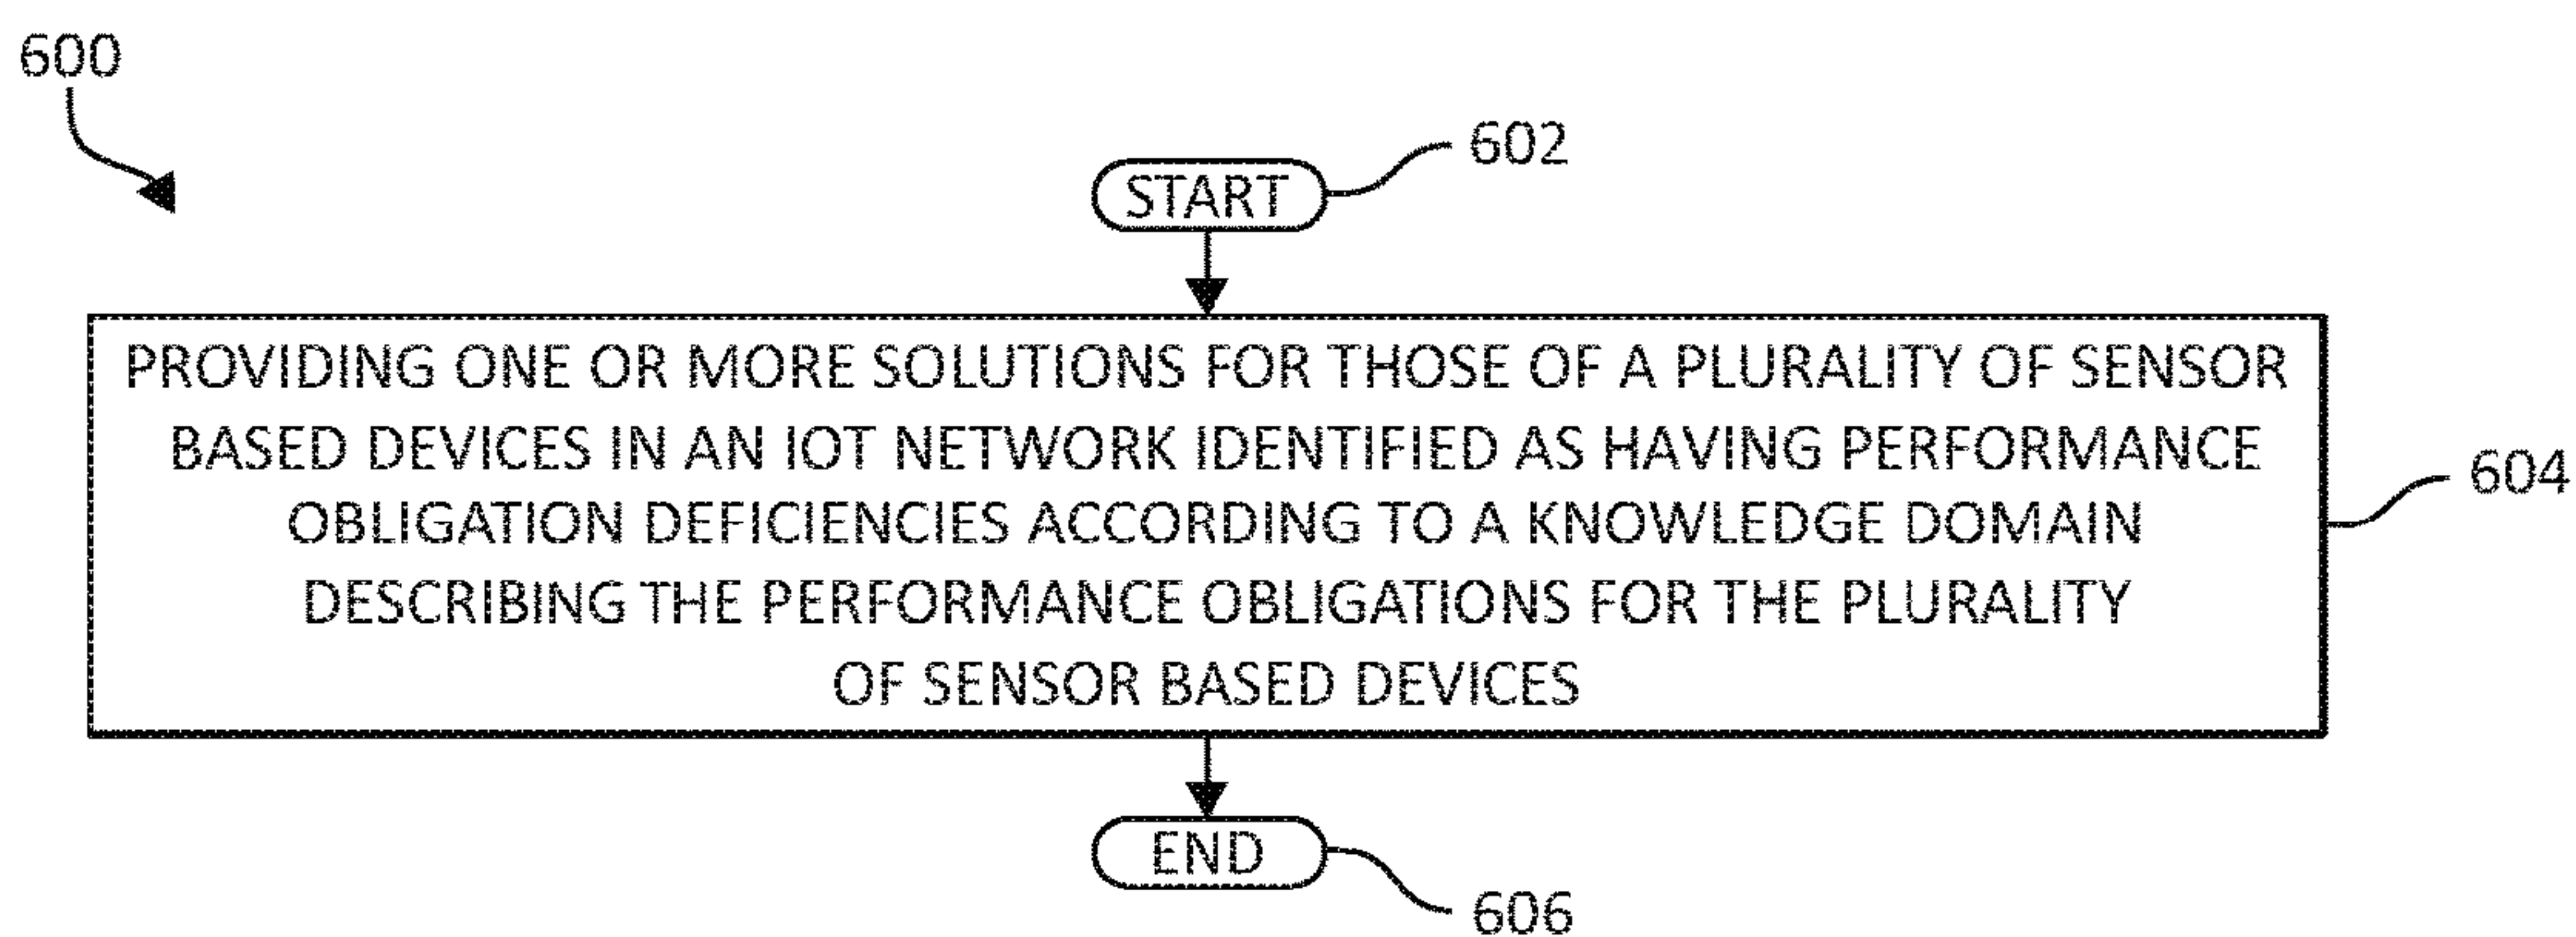 600
602
START
PROVIDING ONE OR MORE SOLUTIONS FOR THOSE OF A PLURALITY OF SENSOR
BASED DEVICES IN AN IOT NETWORK IDENTIFIED AS HAVING PERFORMANCE
OBLIGATION DEFICIENCIES ACCORDING TO A KNOWLEDGE DOMAIN
DESCRIBING THE PERFORMANCE OBLIGATIONS FOR THE PLURALITY
OF SENSOR BASED DEVICES
604
END
606